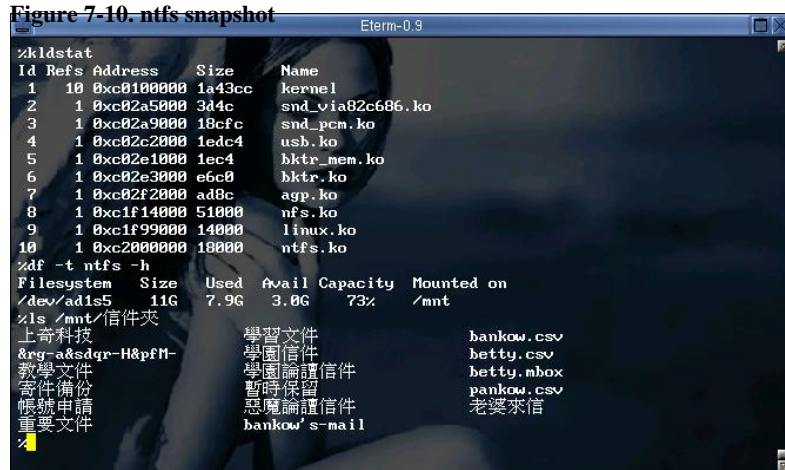 Figure 7-10. ntfs snapshot
Eterm-0.9
%kldstat
Id Refs Address    Size     Name
 1   10 0xc0100000 1a43cc   kernel
 2    1 0xc02a5000 3d4c     snd_via82c686.ko
 3    1 0xc02a9000 18cfc    snd_pcm.ko
 4    1 0xc02c2000 1edc4    usb.ko
 5    1 0xc02e1000 1ec4     bktr_mem.ko
 6    1 0xc02e3000 e6c0     bktr.ko
 7    1 0xc02f2000 ad8c     agp.ko
 8    1 0xc1f14000 51000    nfs.ko
 9    1 0xc1f99000 14000    linux.ko
10    1 0xc2000000 18000    ntfs.ko
%df -t ntfs -h
Filesystem   Size   Used  Avail Capacity  Mounted on
/dev/ad1s5    11G   7.9G   3.0G    73%    /mnt
%ls /mnt/信件夾
上奇科技 學習文件 bankow.csv
&rg-a&sdqr-H&pfM- 學園信件 betty.csv
教學文件 學園論壇信件 betty.mbox
寄件備份 暫時保留 pankow.csv
帳號申請 惡魔論壇信件 老婆來信
重要文件 bankow's-mail
%